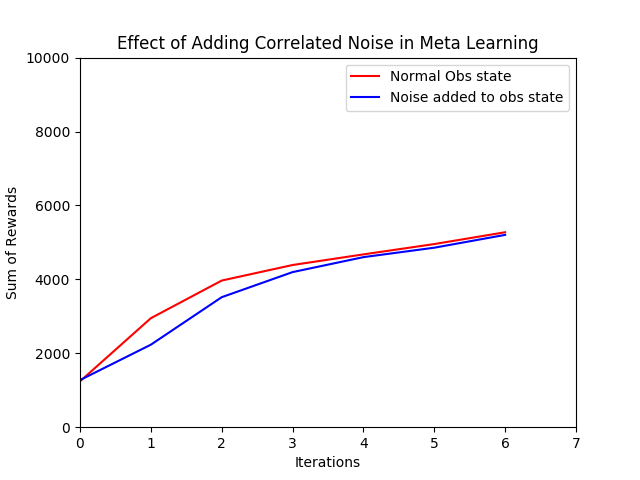 Effect of Adding Correlated Noise in Meta Learning
Normal Obs state
Noise added to obs state
Sum of Rewards
10000
8000
6000
4000
2000
0
0 1 2 3 4 5 6 7
Iterations